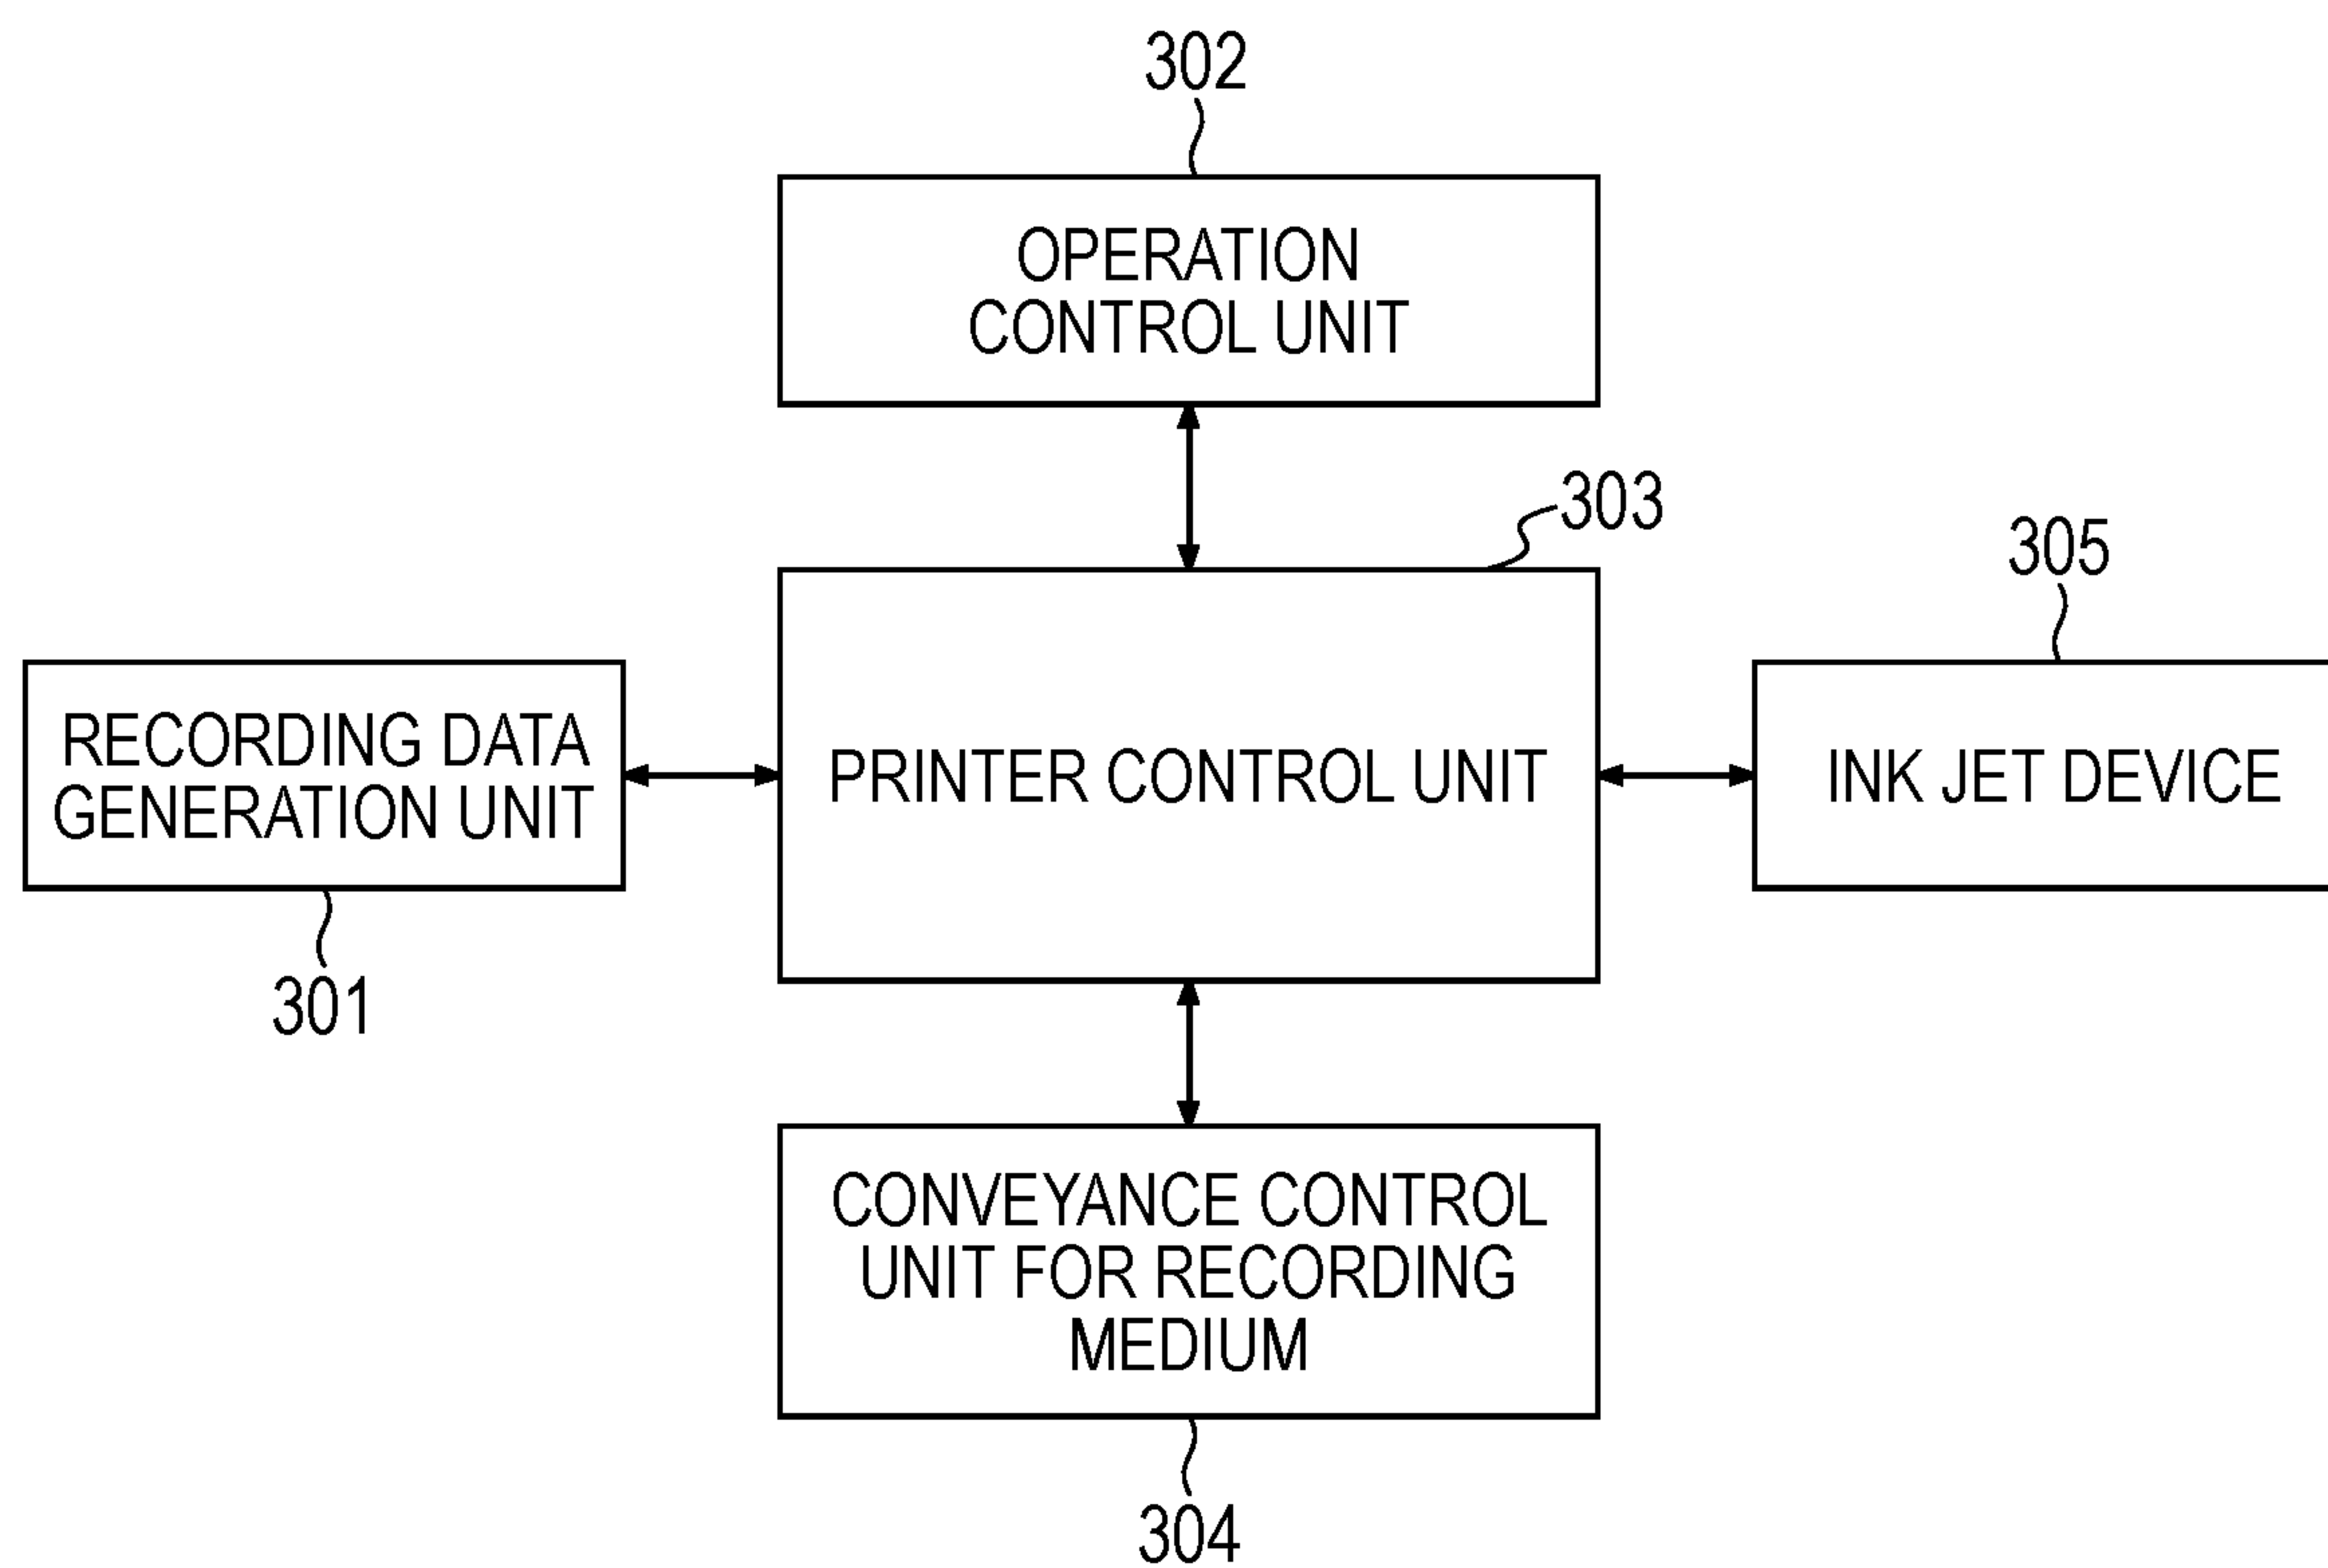 302
OPERATION
CONTROL UNIT
303
305
RECORDING DATA
GENERATION UNIT
PRINTER CONTROL UNIT
INK JET DEVICE
301
CONVEYANCE CONTROL
UNIT FOR RECORDING
MEDIUM
304